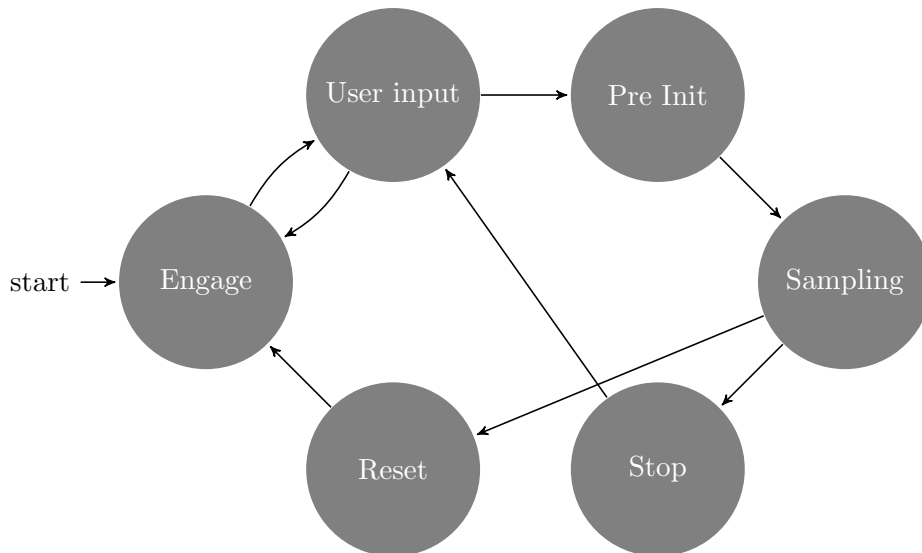 User input
Pre Init
start
Engage
Sampling
Reset
Stop